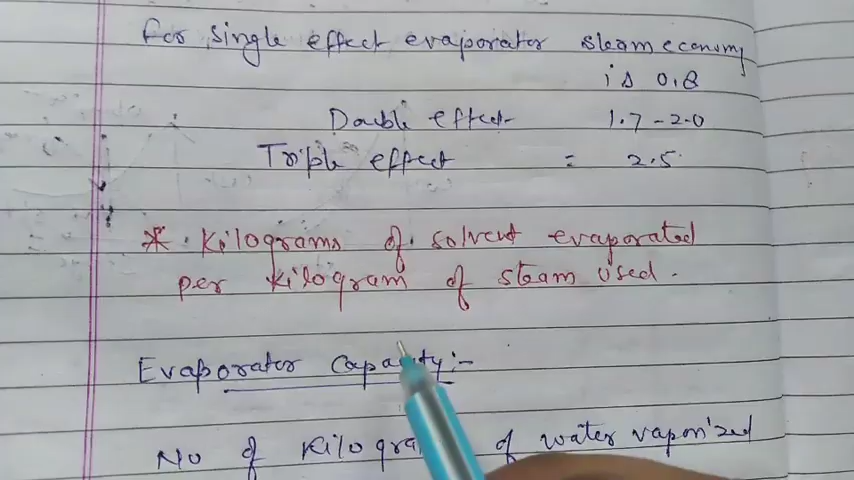 For single effect evaporator steam economy
is 0.8
Double effect 1.7-2.0
Triple effect = 2.5
* Kilograms of solvent evaporated
per kilogram of steam used.
Evaporator Capacity:-
No of of water vaporized